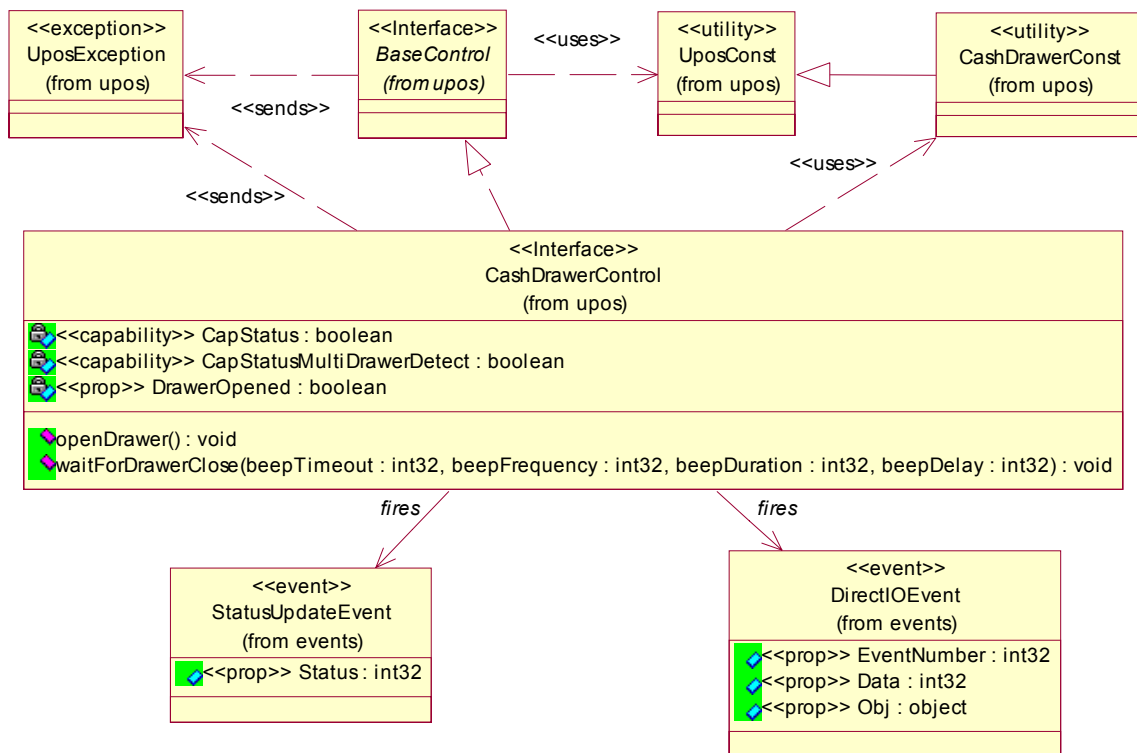 <<exception>>
UposException
(from upos)
<<Interface>>
BaseControl
(from upos)
<<utility>>
UposConst
(from upos)
<<utility>>
CashDrawerConst
(from upos)
<<uses>>
<<sends>>
<<sends>>
<<uses>>
<<Interface>>
CashDrawerControl
(from upos)
<<capability>> CapStatus : boolean
<<capability>> CapStatusMultiDrawerDetect : boolean
<<prop>> DrawerOpened : boolean
openDrawer() : void
waitForDrawerClose(beepTimeout : int32, beepFrequency : int32, beepDuration : int32, beepDelay : int32) : void
fires
fires
<<event>>
StatusUpdateEvent
(from events)
<<prop>> Status : int32
<<event>>
DirectIOEvent
(from events)
<<prop>> EventNumber : int32
<<prop>> Data : int32
<<prop>> Obj : object